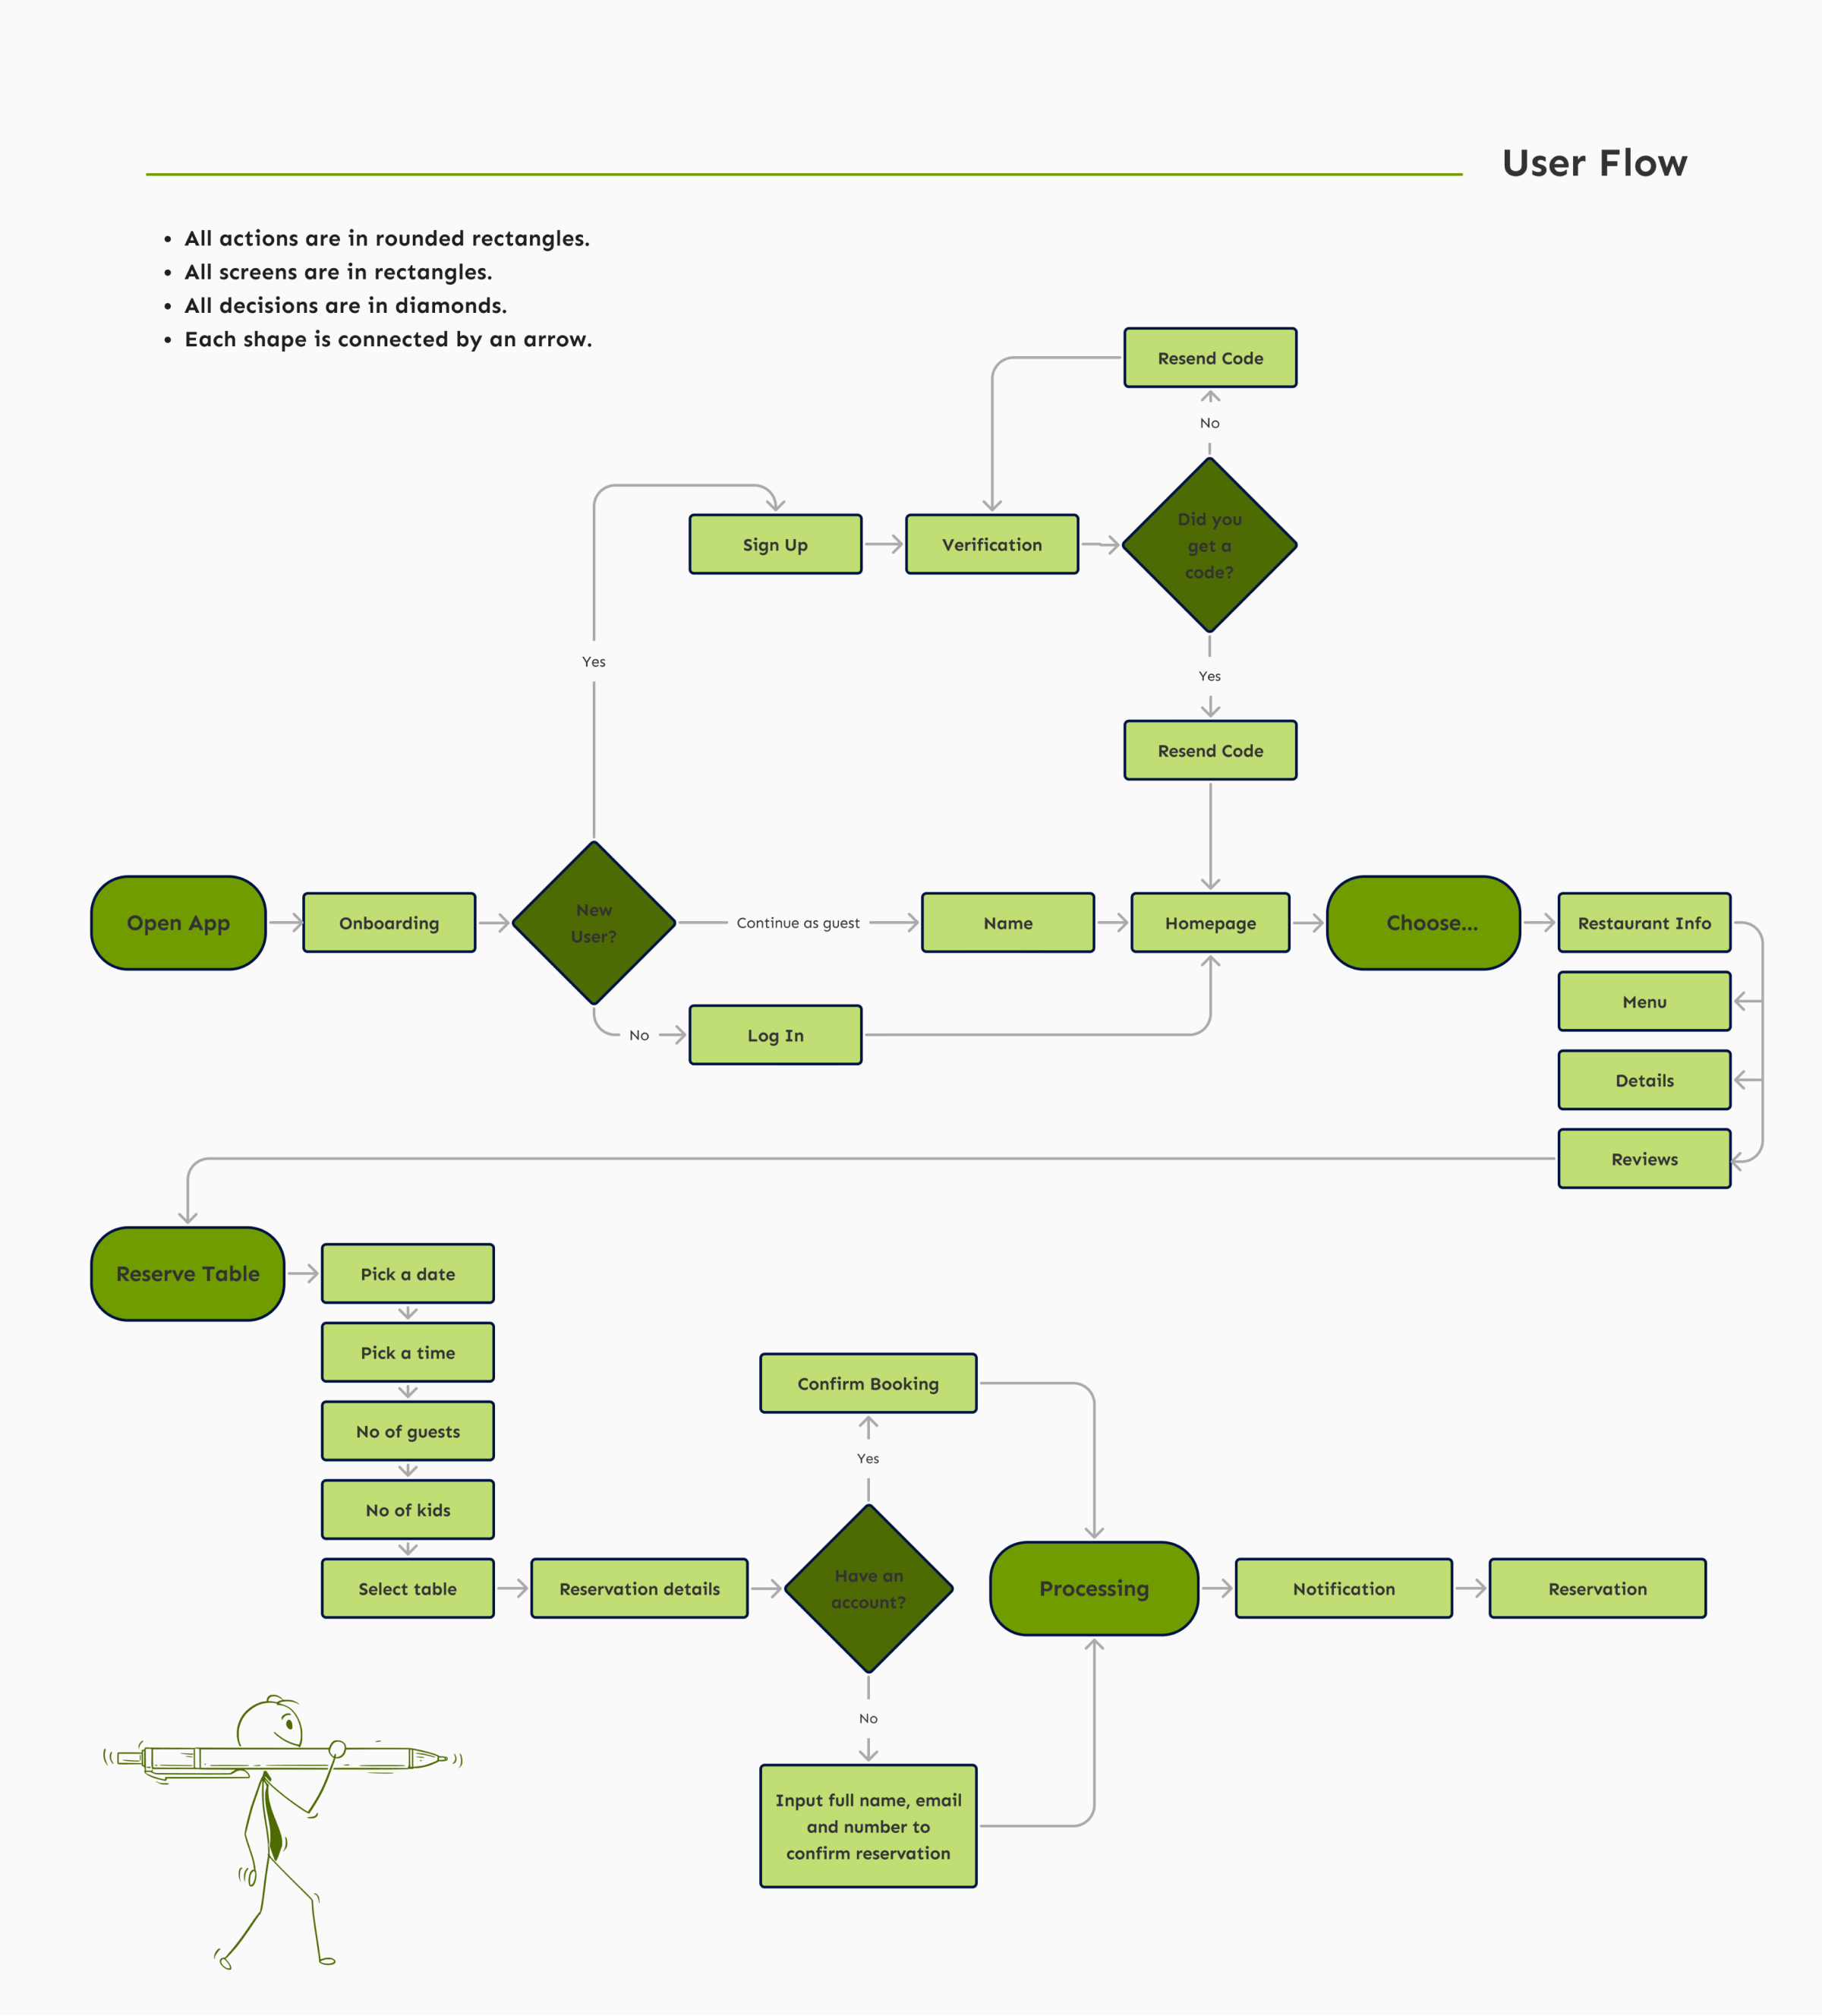 User Flow
• All actions are in rounded rectangles.
• All screens are in rectangles.
• All decisions are in diamonds.
• Each shape is connected by an arrow.
Resend Code
No
Sign Up
Verification
Did you
get a
code?
Yes
Yes
Resend Code
Open App
Onboarding
New
User?
Continue as guest
Name
Homepage
Choose...
Restaurant Info
Menu
No
Log In
Details
Reviews
Reserve Table
Pick a date
Pick a time
No of guests
No of kids
Select table
Reservation details
Confirm Booking
Yes
Have an
account?
Processing
Notification
Reservation
No
Input full name, email
and number to
confirm reservation